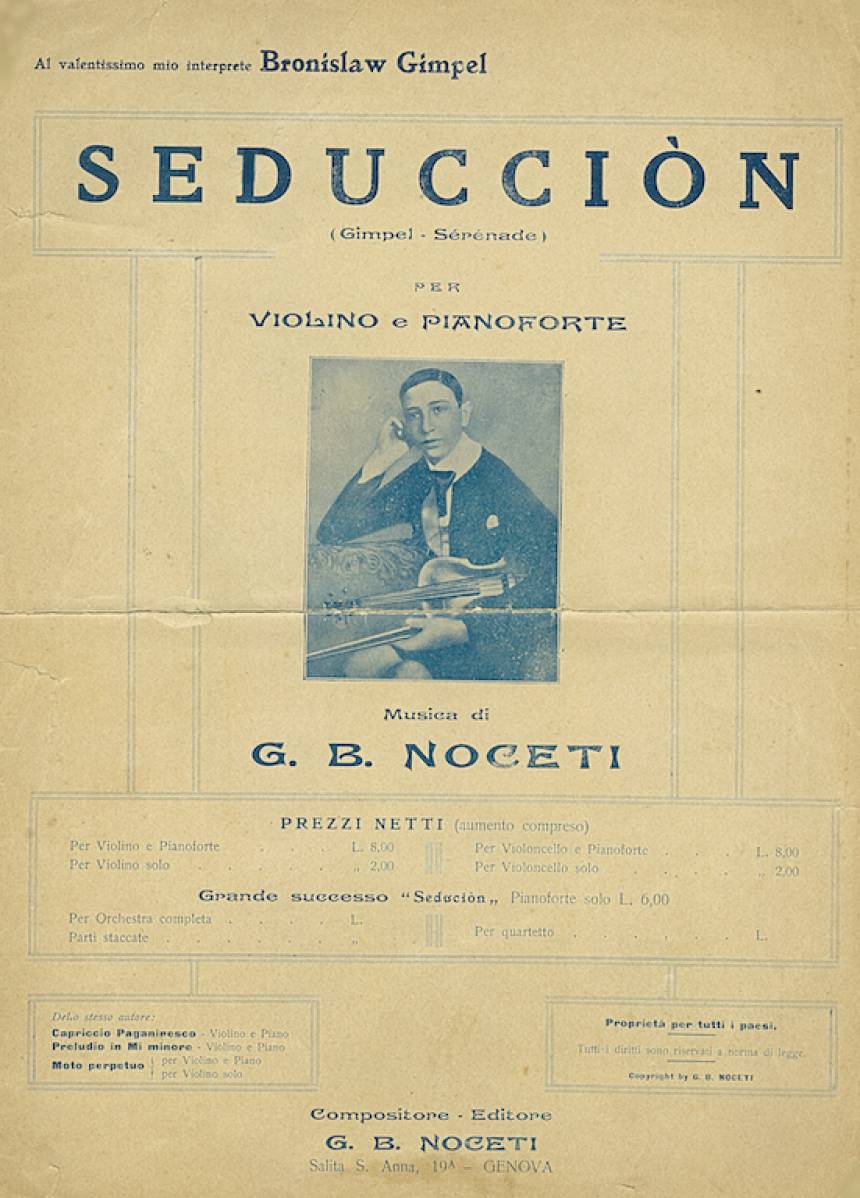 Al valentissimo mio interprete Bronislaw Gimpel
SEDUCCIÒN
(Gimpel - Sérénade)
PER
VIOLINO e PIANOFORTE
Musica di
G. B. NOCETI
PREZZI NETTI (aumento compreso)
Per Violino e Pianoforte . . . . L. 8,00
Per Violino solo . . . . . „ 2,00
Per Violoncello e Pianoforte . . . . L. 8,00
Per Violoncello solo . . . . . „ 2,00
Grande successo "Sedución„ Pianoforte solo L. 6,00
Per Orchestra completa . . . . L.
Parti staccate . . . . . . „
Per quartetto . . . . . . L.
Dello stesso autore:
Capriccio Paganinesco - Violino e Piano
Preludio in Mi minore - Violino e Piano
Moto perpetuo { per Violino e Piano
per Violino solo
Proprietà per tutti i paesi.
Tutti i diritti sono riservati a norma di legge.
Copyright by G. B. NOCETI
Compositore - Editore
G. B. NOCETI
Salita S. Anna, 19A - GENOVA